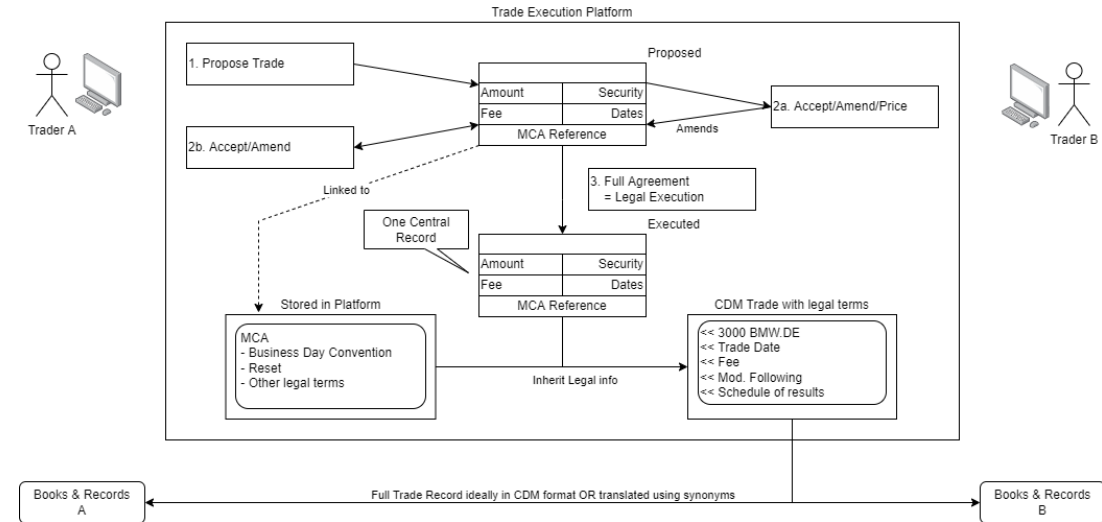 Trade Execution Platform
Trader A
1. Propose Trade
Proposed
Amount
Security
Fee
Dates
MCA Reference
2a. Accept/Amend/Price
Amends
Trader B
2b. Accept/Amend
Linked to
3. Full Agreement
= Legal Execution
One Central
Record
Executed
Amount
Security
Fee
Dates
MCA Reference
Stored in Platform
MCA
- Business Day Convention
- Reset
- Other legal terms
Inherit Legal info
CDM Trade with legal terms
<< 3000 BMW.DE
<< Trade Date
<< Fee
<< Mod. Following
<< Schedule of results
Books & Records
A
Full Trade Record ideally in CDM format OR translated using synonyms
Books & Records
B